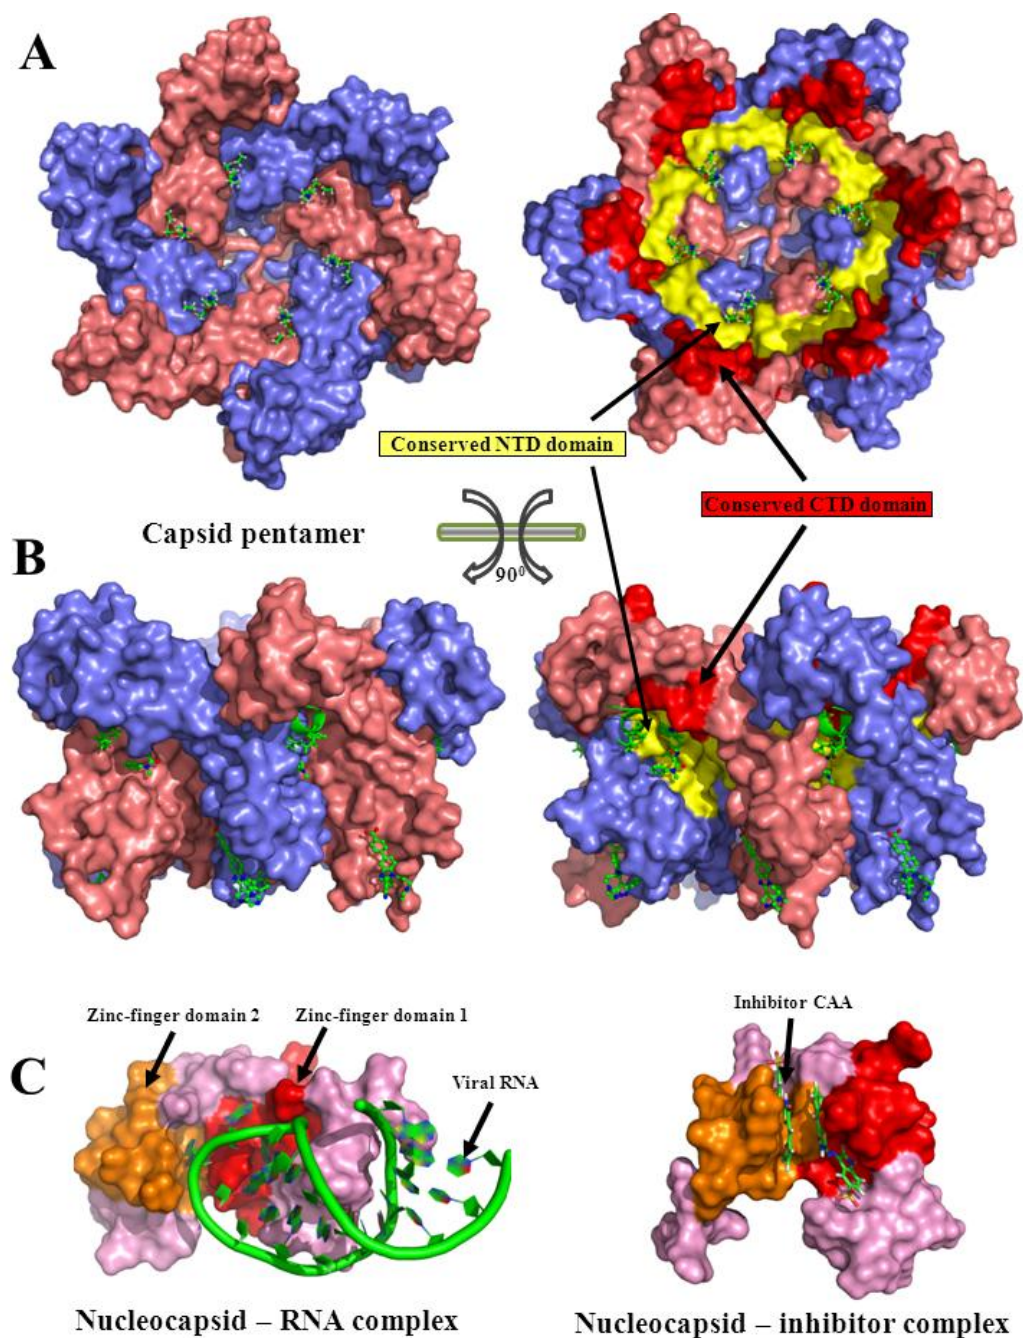 A
Conserved NTD domain
Conserved CTD domain
Capsid pentamer
90⁰
B
Zinc-finger domain 2
Zinc-finger domain 1
Inhibitor CAA
C
Viral RNA
Nucleocapsid – RNA complex
Nucleocapsid – inhibitor complex